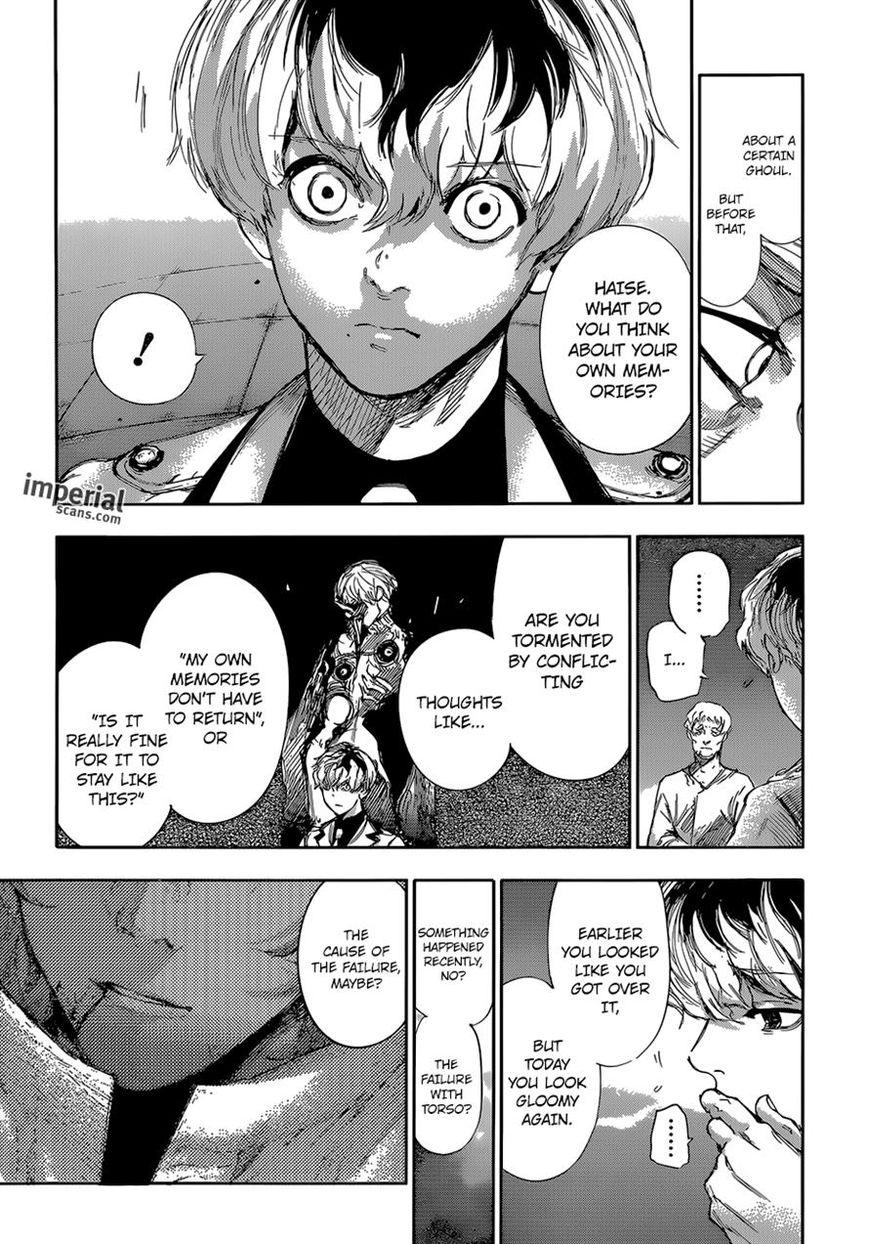 ABOUT A
CERTAIN
GHOUL.
BUT
BEFORE
THAT,
HAISE.
WHAT DO
YOU THINK
ABOUT YOUR
OWN MEM-
ORIES?
!
imperial
scans.com
......
I...
ARE YOU
TORMENTED
BY CONFLIC-
TING
THOUGHTS
LIKE...
"MY OWN
MEMORIES
DON'T HAVE
TO RETURN",
OR
"IS IT
REALLY FINE
FOR IT TO
STAY LIKE
THIS?"
EARLIER
YOU LOOKED
LIKE YOU
GOT OVER
IT,
BUT
TODAY
YOU LOOK
GLOOMY
AGAIN.
......
SOMETHING
HAPPENED
RECENTLY,
NO?
THE
FAILURE
WITH
TORSO?
THE
CAUSE OF
THE FAILURE,
MAYBE?